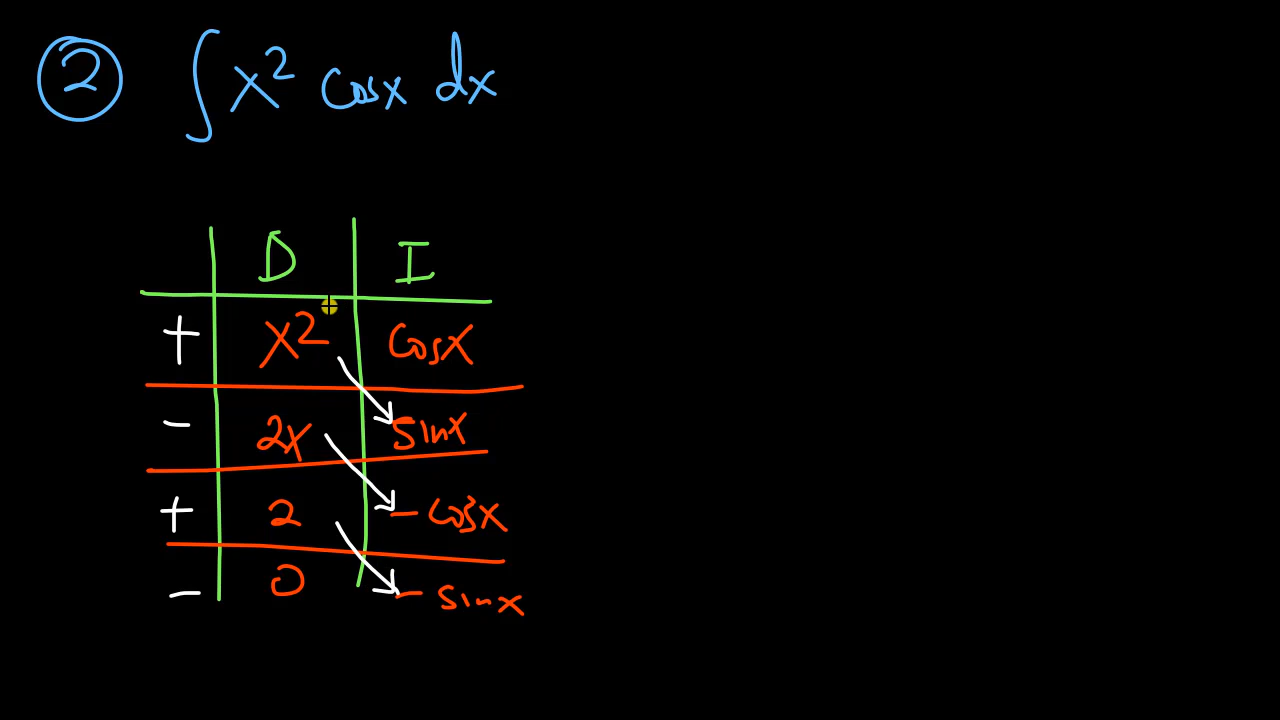 ② ∫ x² cosx dx
D I
+ x² cosx
- 2x sinx
+ 2 - cosx
- 0 - sinx